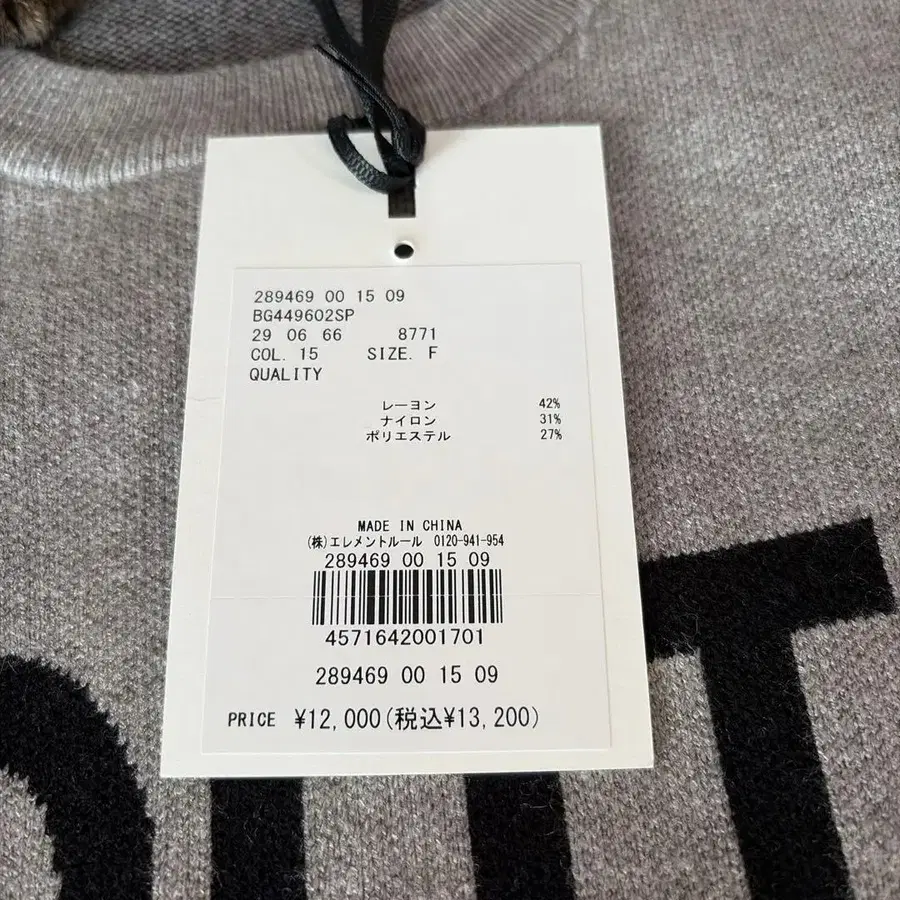 289469 00 15 09
BG449602SP
29 06 66 8771
COL. 15 SIZE. F
QUALITY
レーヨン 42%
ナイロン 31%
ポリエステル 27%
MADE IN CHINA
(株)エレメントルール 0120-941-954
289469 00 15 09
4571642001701
289469 00 15 09
PRICE ¥12,000(税込¥13,200)